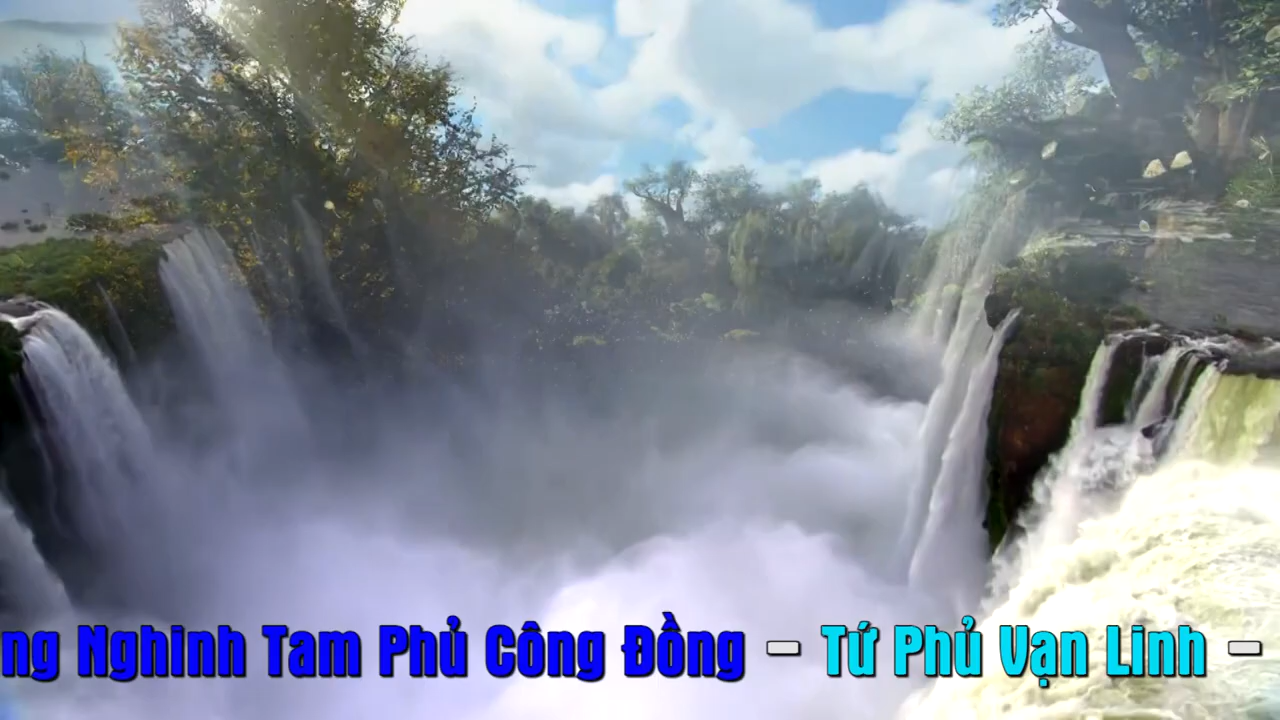 ng Nghinh Tam Phủ Công Đồng - Tứ Phủ Vạn Linh -